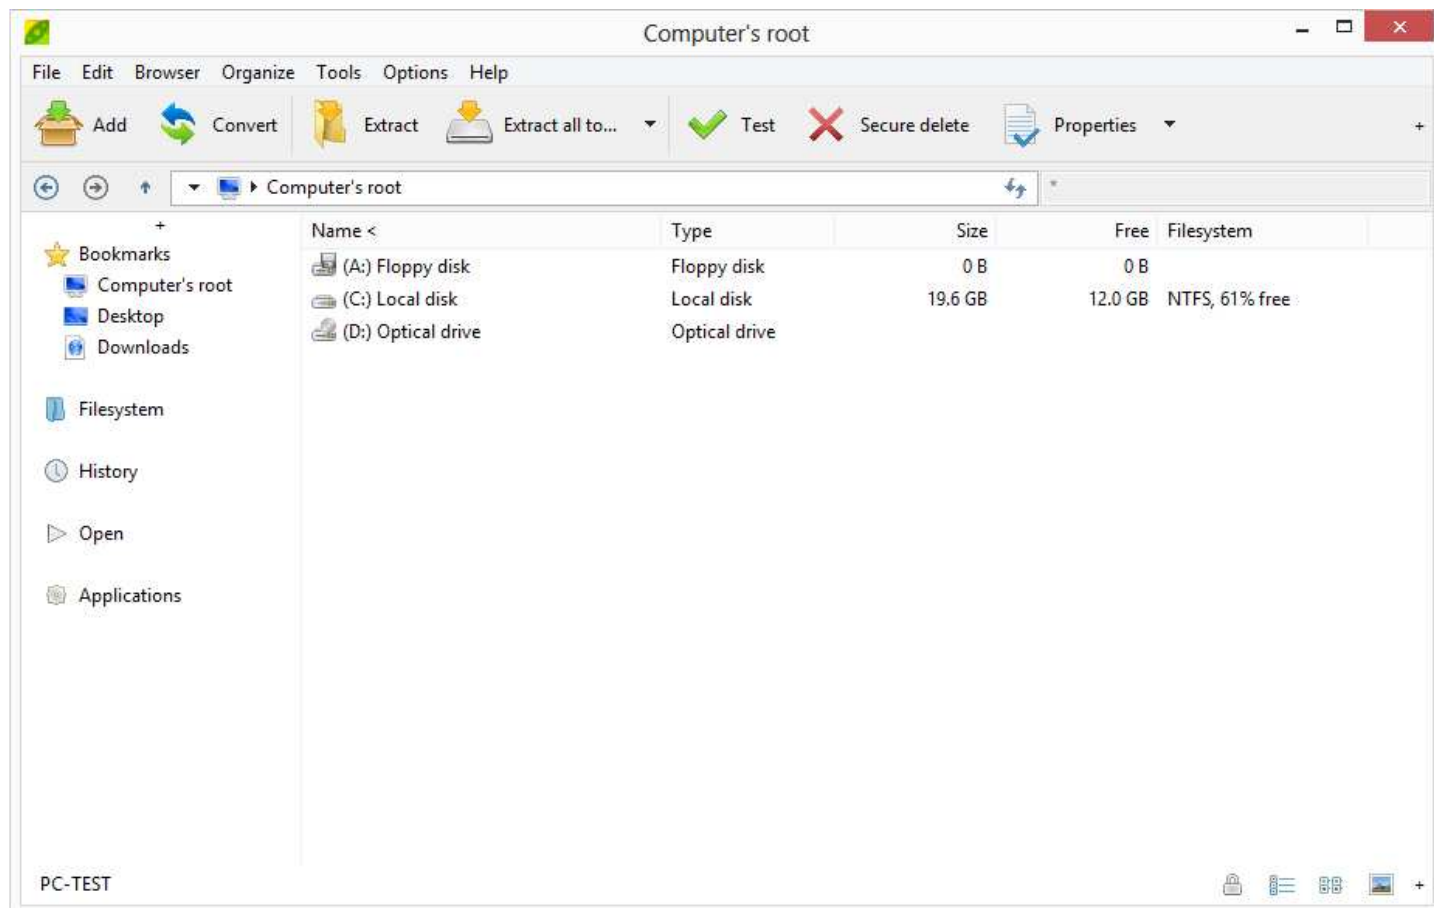 Computer's root
File Edit Browser Organize Tools Options Help
Add Convert Extract Extract all to... Test Secure delete Properties +
Computer's root *
+
Name < Type Size Free Filesystem
Bookmarks
(A:) Floppy disk Floppy disk 0 B 0 B
Computer's root
(C:) Local disk Local disk 19.6 GB 12.0 GB NTFS, 61% free
Desktop
(D:) Optical drive Optical drive
Downloads
Filesystem
History
Open
Applications
PC-TEST +